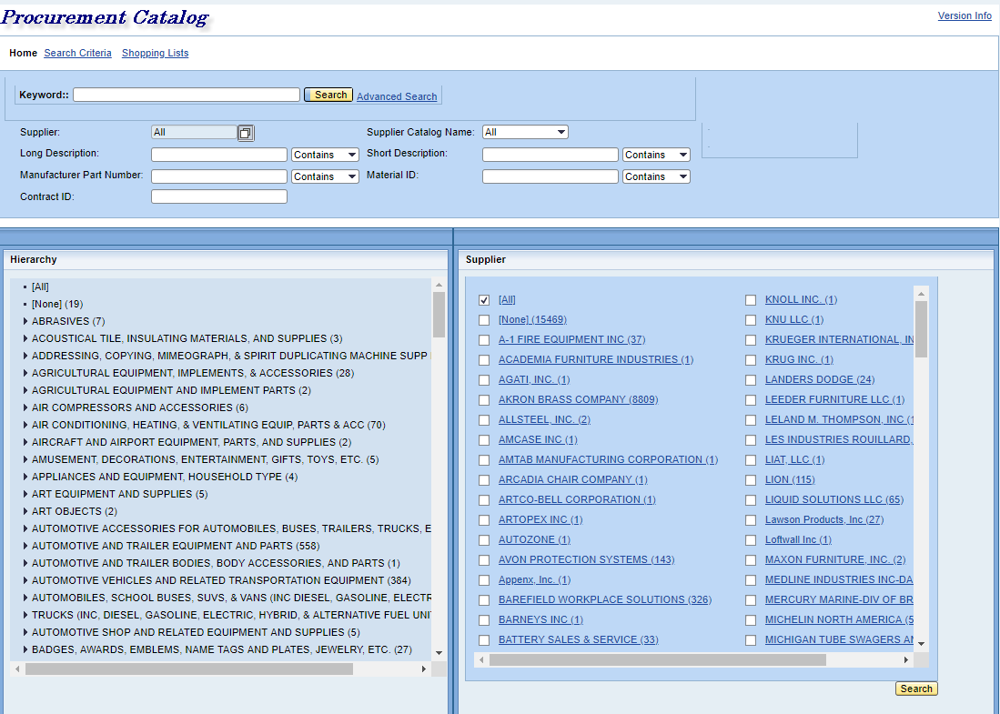 Procurement Catalog
Version Info
Home Search Criteria Shopping Lists
Keyword:: Search Advanced Search
Supplier: All Supplier Catalog Name: All
Long Description: Contains Short Description: Contains
Manufacturer Part Number: Contains Material ID: Contains
Contract ID:
Hierarchy
[All]
[None] (19)
ABRASIVES (7)
ACOUSTICAL TILE, INSULATING MATERIALS, AND SUPPLIES (3)
ADDRESSING, COPYING, MIMEOGRAPH, & SPIRIT DUPLICATING MACHINE SUPP
AGRICULTURAL EQUIPMENT, IMPLEMENTS, & ACCESSORIES (28)
AGRICULTURAL EQUIPMENT AND IMPLEMENT PARTS (2)
AIR COMPRESSORS AND ACCESSORIES (6)
AIR CONDITIONING, HEATING, & VENTILATING EQUIP, PARTS & ACC (70)
AIRCRAFT AND AIRPORT EQUIPMENT, PARTS, AND SUPPLIES (2)
AMUSEMENT, DECORATIONS, ENTERTAINMENT, GIFTS, TOYS, ETC. (5)
APPLIANCES AND EQUIPMENT, HOUSEHOLD TYPE (4)
ART EQUIPMENT AND SUPPLIES (5)
ART OBJECTS (2)
AUTOMOTIVE ACCESSORIES FOR AUTOMOBILES, BUSES, TRAILERS, TRUCKS, E
AUTOMOTIVE AND TRAILER EQUIPMENT AND PARTS (558)
AUTOMOTIVE AND TRAILER BODIES, BODY ACCESSORIES, AND PARTS (1)
AUTOMOTIVE VEHICLES AND RELATED TRANSPORTATION EQUIPMENT (384)
AUTOMOBILES, SCHOOL BUSES, SUVS, & VANS (INC DIESEL, GASOLINE, ELECTR
TRUCKS (INC, DIESEL, GASOLINE, ELECTRIC, HYBRID, & ALTERNATIVE FUEL UNI
AUTOMOTIVE SHOP AND RELATED EQUIPMENT AND SUPPLIES (5)
BADGES, AWARDS, EMBLEMS, NAME TAGS AND PLATES, JEWELRY, ETC. (27)
Supplier
[All]
[None] (15469)
A-1 FIRE EQUIPMENT INC (37)
ACADEMIA FURNITURE INDUSTRIES (1)
AGATI, INC. (1)
AKRON BRASS COMPANY (8809)
ALLSTEEL, INC. (2)
AMCASE INC (1)
AMTAB MANUFACTURING CORPORATION (1)
ARCADIA CHAIR COMPANY (1)
ARTCO-BELL CORPORATION (1)
ARTOPEX INC (1)
AUTOZONE (1)
AVON PROTECTION SYSTEMS (143)
Appenx, Inc. (1)
BAREFIELD WORKPLACE SOLUTIONS (326)
BARNEYS INC (1)
BATTERY SALES & SERVICE (33)
KNOLL INC. (1)
KNU LLC (1)
KRUEGER INTERNATIONAL, IN
KRUG INC. (1)
LANDERS DODGE (24)
LEEDER FURNITURE LLC (1)
LELAND M. THOMPSON, INC (1
LES INDUSTRIES ROUILLARD,
LIAT, LLC (1)
LION (115)
LIQUID SOLUTIONS LLC (65)
Lawson Products, Inc (27)
Loftwall Inc (1)
MAXON FURNITURE, INC. (2)
MEDLINE INDUSTRIES INC-DA
MERCURY MARINE-DIV OF BR
MICHELIN NORTH AMERICA (5
MICHIGAN TUBE SWAGERS AN
Search